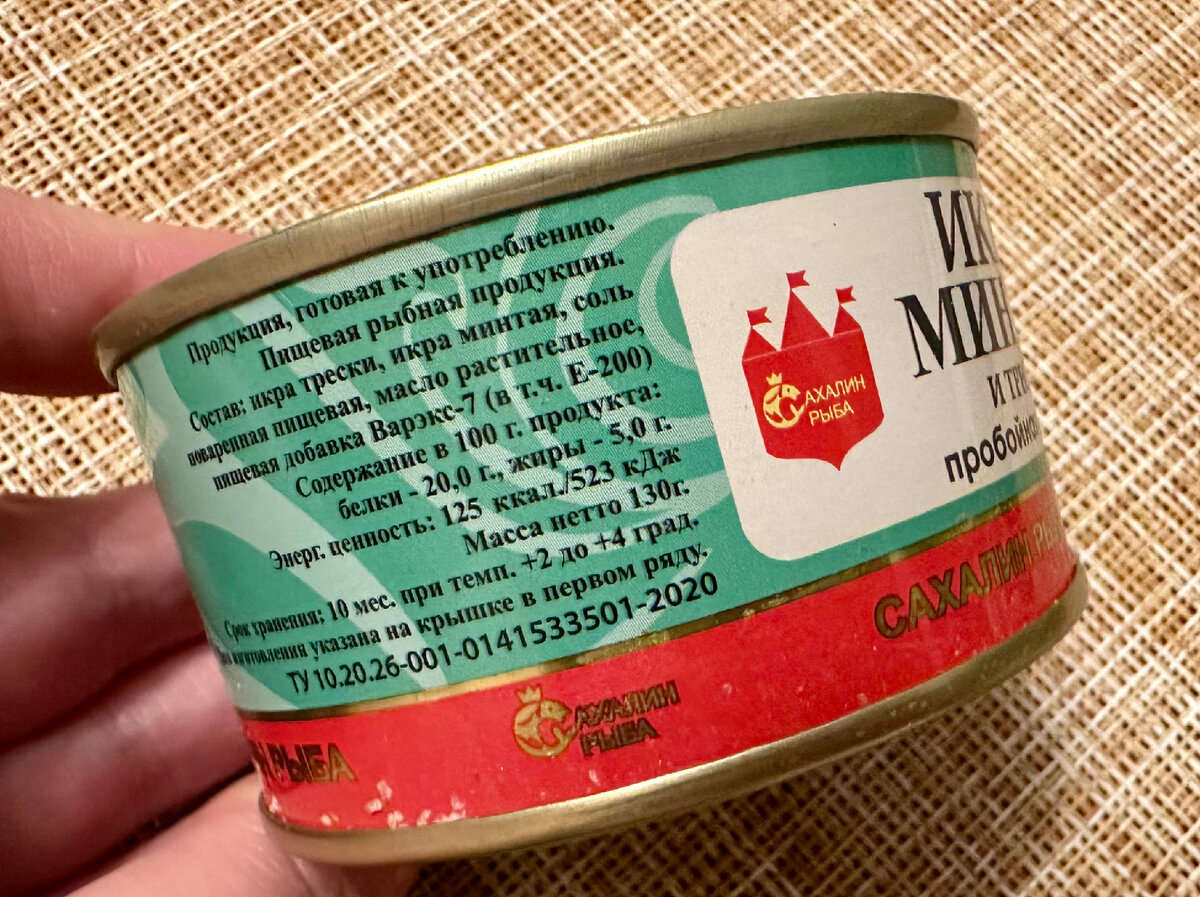 Продукция, готовая к употреблению.
Пищевая рыбная продукция.
Состав: икра трески, икра минтая, соль
поваренная пищевая, масло растительное,
пищевая добавка Варэкс-7 (в т.ч. Е-200)
Содержание в 100 г. продукта:
белки - 20,0 г., жиры - 5,0 г.
Энерг. ценность: 125 ккал./523 кДж
Масса нетто 130г.
Срок хранения: 10 мес. при темп. +2 до +4 град.
изготовления указана на крышке в первом ряду.
ТУ 10.20.26-001-0141533501-2020
САХАЛИН
РЫБА
ИК
МИН
И ТР
пробойной
САХАЛИН
РЫБА
САХАЛИН
РЫБА